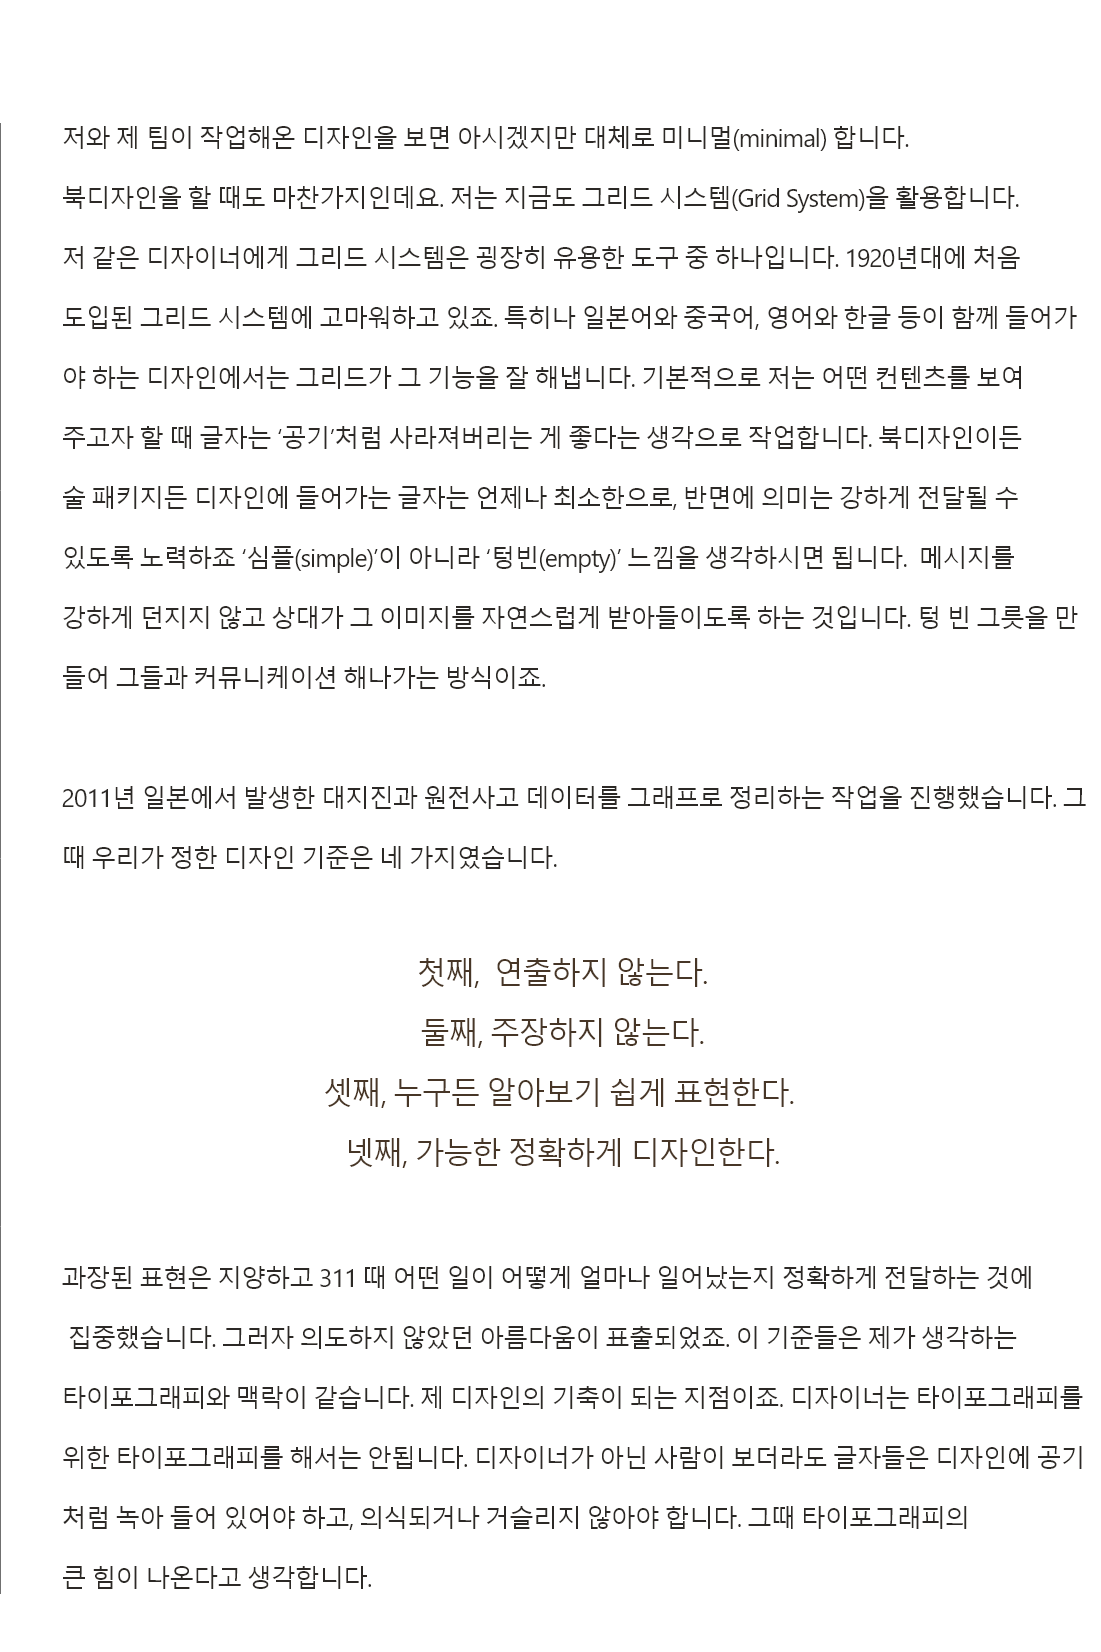 저와 제 팀이 작업해온 디자인을 보면 아시겠지만 대체로 미니멀(minimal) 합니다.
북디자인을 할 때도 마찬가지인데요. 저는 지금도 그리드 시스템(Grid System)을 활용합니다.
저 같은 디자이너에게 그리드 시스템은 굉장히 유용한 도구 중 하나입니다. 1920년대에 처음
도입된 그리드 시스템에 고마워하고 있죠. 특히나 일본어와 중국어, 영어와 한글 등이 함께 들어가
야 하는 디자인에서는 그리드가 그 기능을 잘 해냅니다. 기본적으로 저는 어떤 컨텐츠를 보여
주고자 할 때 글자는 ‘공기’처럼 사라져버리는 게 좋다는 생각으로 작업합니다. 북디자인이든
술 패키지든 디자인에 들어가는 글자는 언제나 최소한으로, 반면에 의미는 강하게 전달될 수
있도록 노력하죠 ‘심플(simple)’이 아니라 ‘텅빈(empty)’ 느낌을 생각하시면 됩니다. 메시지를
강하게 던지지 않고 상대가 그 이미지를 자연스럽게 받아들이도록 하는 것입니다. 텅 빈 그릇을 만
들어 그들과 커뮤니케이션 해나가는 방식이죠.
2011년 일본에서 발생한 대지진과 원전사고 데이터를 그래프로 정리하는 작업을 진행했습니다. 그
때 우리가 정한 디자인 기준은 네 가지였습니다.
첫째, 연출하지 않는다.
둘째, 주장하지 않는다.
셋째, 누구든 알아보기 쉽게 표현한다.
넷째, 가능한 정확하게 디자인한다.
과장된 표현은 지양하고 311 때 어떤 일이 어떻게 얼마나 일어났는지 정확하게 전달하는 것에
집중했습니다. 그러자 의도하지 않았던 아름다움이 표출되었죠. 이 기준들은 제가 생각하는
타이포그래피와 맥락이 같습니다. 제 디자인의 기축이 되는 지점이죠. 디자이너는 타이포그래피를
위한 타이포그래피를 해서는 안됩니다. 디자이너가 아닌 사람이 보더라도 글자들은 디자인에 공기
처럼 녹아 들어 있어야 하고, 의식되거나 거슬리지 않아야 합니다. 그때 타이포그래피의
큰 힘이 나온다고 생각합니다.